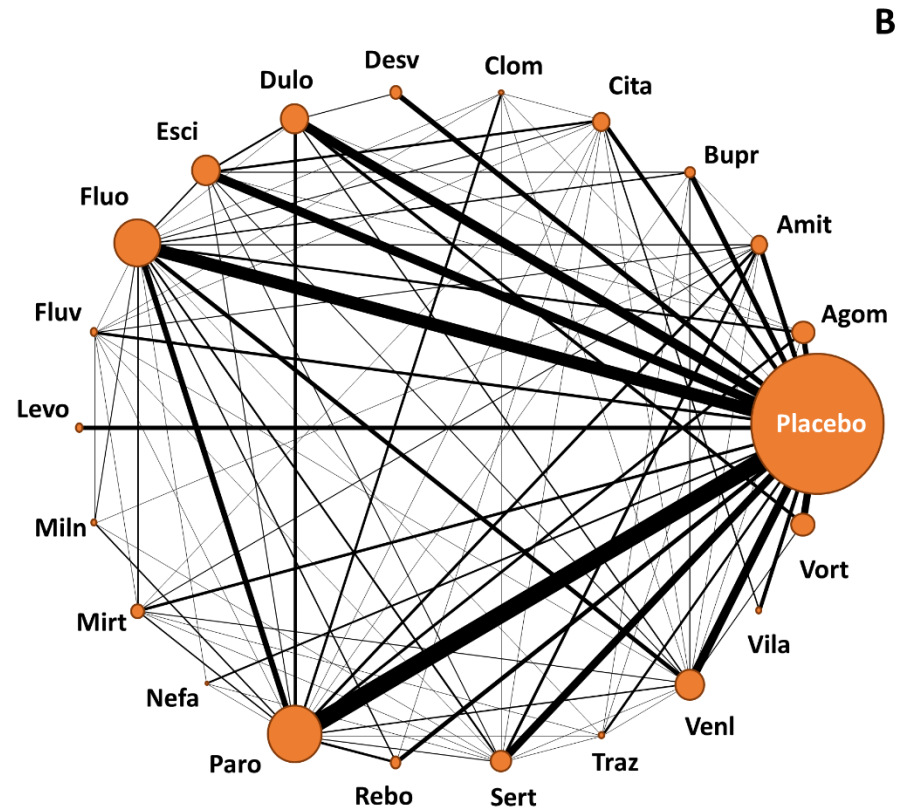 B
Desv
Clom
Dulo
Cita
Esci
Bupr
Fluo
Amit
Fluv
Agom
Levo
Placebo
Miln
Vort
Mirt
Vila
Nefa
Venl
Paro
Traz
Rebo
Sert